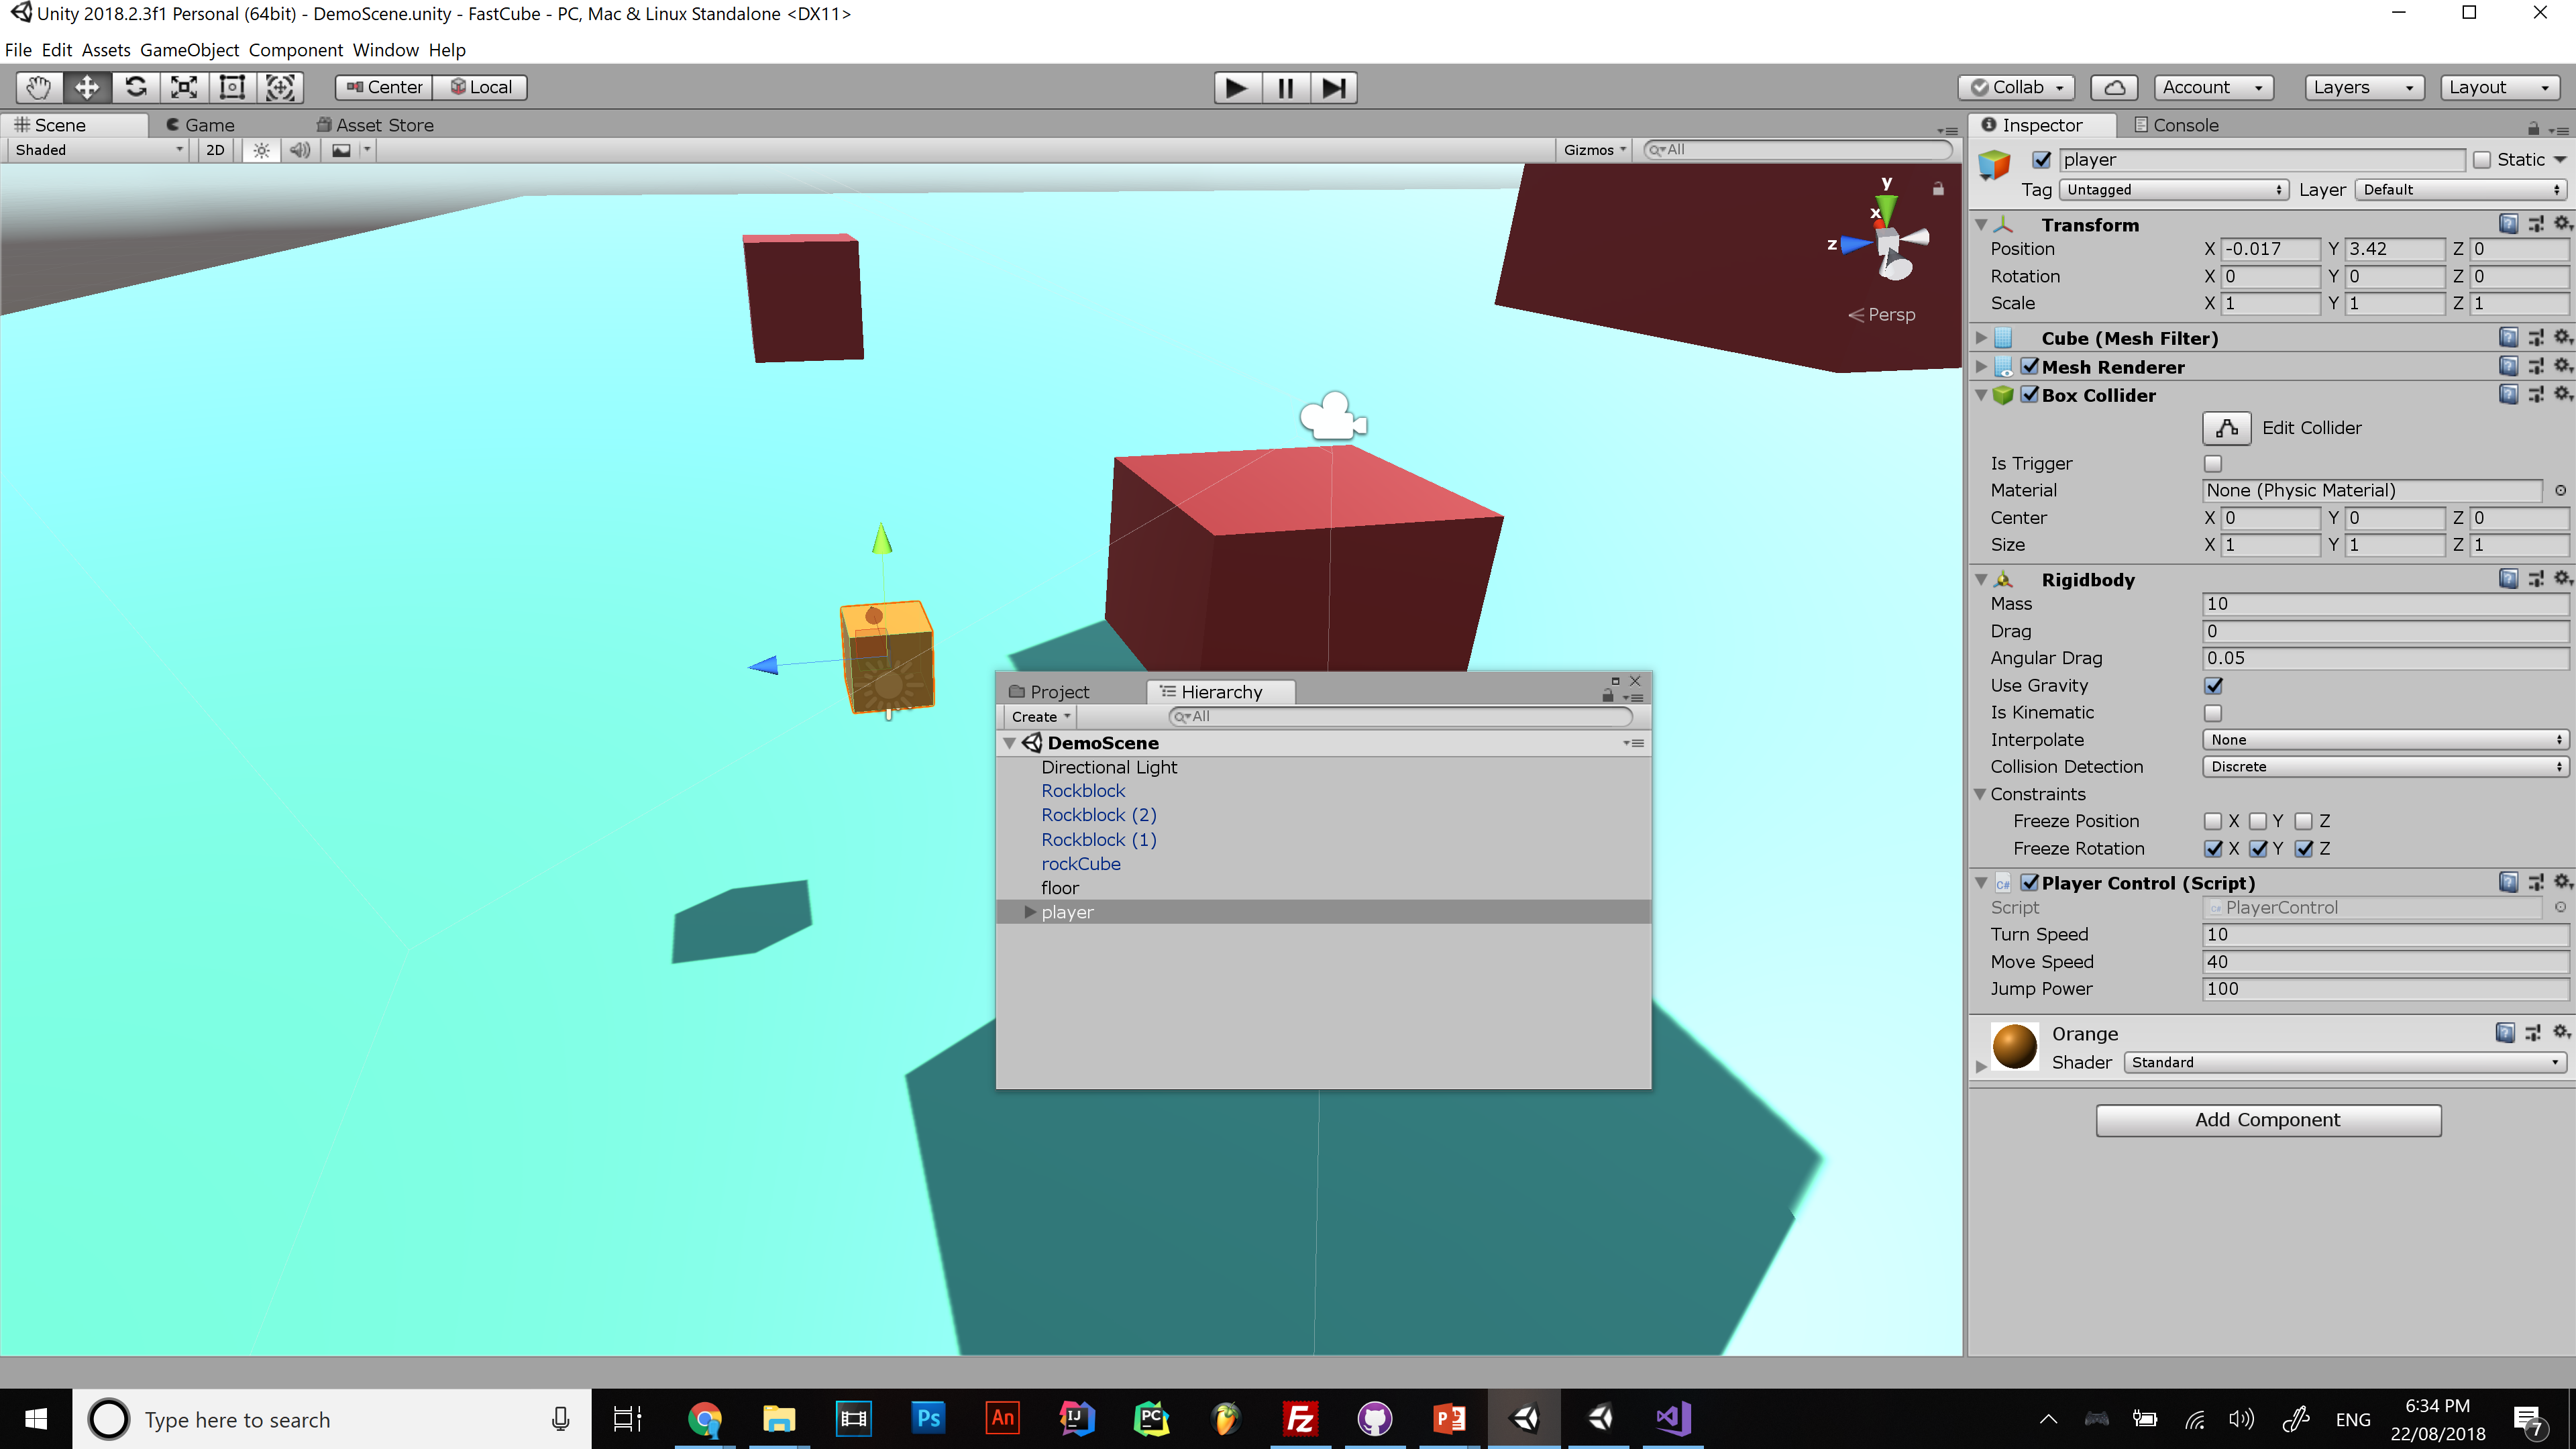 Unity 2018.2.3f1 Personal (64bit) - DemoScene.unity - FastCube - PC, Mac & Linux Standalone <DX11>
File Edit Assets GameObject Component Window Help
Center Local
Collab Account Layers Layout
Scene Game Asset Store
Inspector Console
Shaded 2D Gizmos All
player Static
Tag Untagged Layer Default
Transform
Position X -0.017 Y 3.42 Z 0
Rotation X 0 Y 0 Z 0
Scale X 1 Y 1 Z 1
y
x
z
Persp
Cube (Mesh Filter)
Mesh Renderer
Box Collider
Edit Collider
Is Trigger
Material None (Physic Material)
Center X 0 Y 0 Z 0
Size X 1 Y 1 Z 1
Rigidbody
Mass 10
Drag 0
Angular Drag 0.05
Use Gravity
Is Kinematic
Interpolate None
Collision Detection Discrete
Constraints
Freeze Position X Y Z
Freeze Rotation X Y Z
Player Control (Script)
Script PlayerControl
Turn Speed 10
Move Speed 40
Jump Power 100
Orange
Shader Standard
Add Component
Project Hierarchy
Create All
DemoScene
Directional Light
Rockblock
Rockblock (2)
Rockblock (1)
rockCube
floor
player
Type here to search
Ps
An
IJ
PC
Fz
P
ENG
6:34 PM
22/08/2018
7